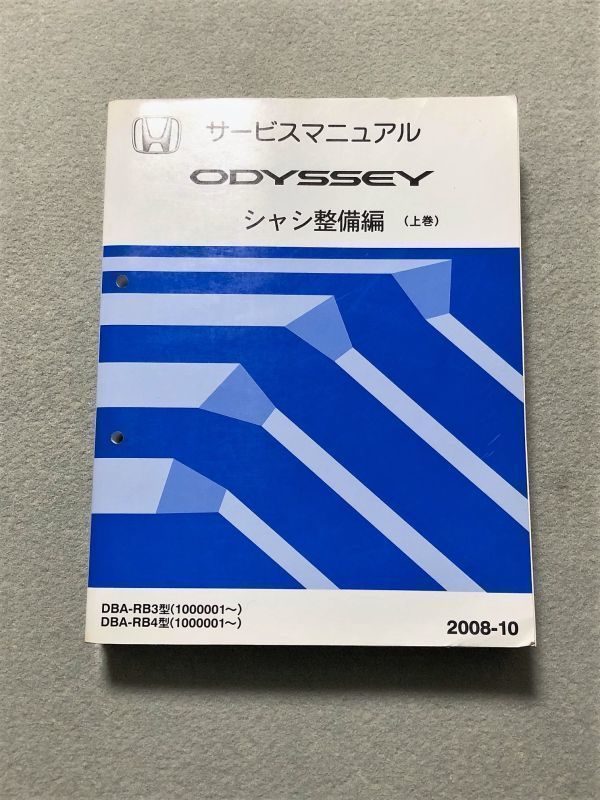 サービスマニュアル
ODYSSEY
シャシ整備編 (上巻)
DBA-RB3型(1000001～)
DBA-RB4型(1000001～)
2008-10